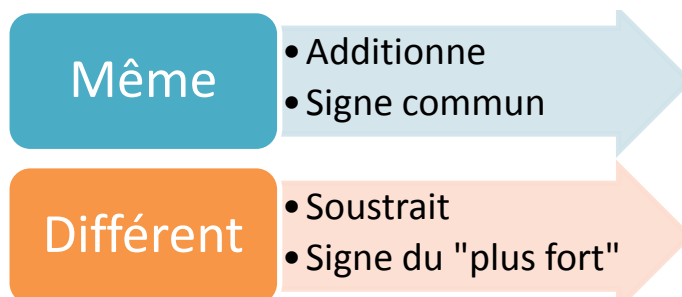 Même
• Additionne
• Signe commun
Différent
• Soustrait
• Signe du "plus fort"